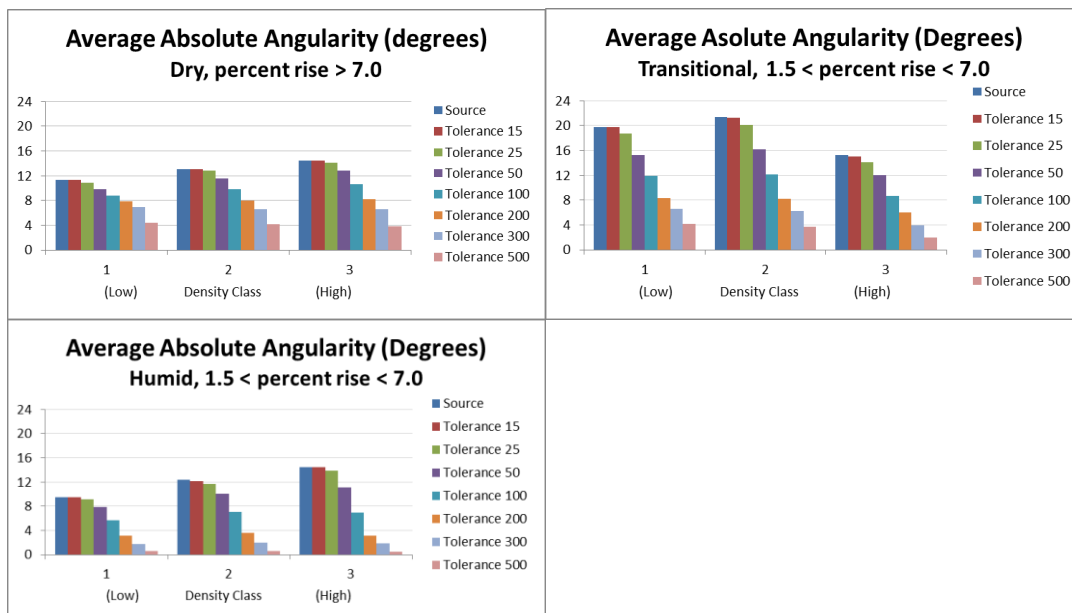 Average Absolute Angularity (degrees)
Dry, percent rise > 7.0
24
20
16
12
8
4
0
1
2
3
(Low)
Density Class
(High)
Source
Tolerance 15
Tolerance 25
Tolerance 50
Tolerance 100
Tolerance 200
Tolerance 300
Tolerance 500
Average Asolute Angularity (Degrees)
Transitional, 1.5 < percent rise < 7.0
24
20
16
12
8
4
0
1
2
3
(Low)
Density Class
(High)
Source
Tolerance 15
Tolerance 25
Tolerance 50
Tolerance 100
Tolerance 200
Tolerance 300
Tolerance 500
Average Absolute Angularity (Degrees)
Humid, 1.5 < percent rise < 7.0
24
20
16
12
8
4
0
1
2
3
(Low)
Density Class
(High)
Source
Tolerance 15
Tolerance 25
Tolerance 50
Tolerance 100
Tolerance 200
Tolerance 300
Tolerance 500